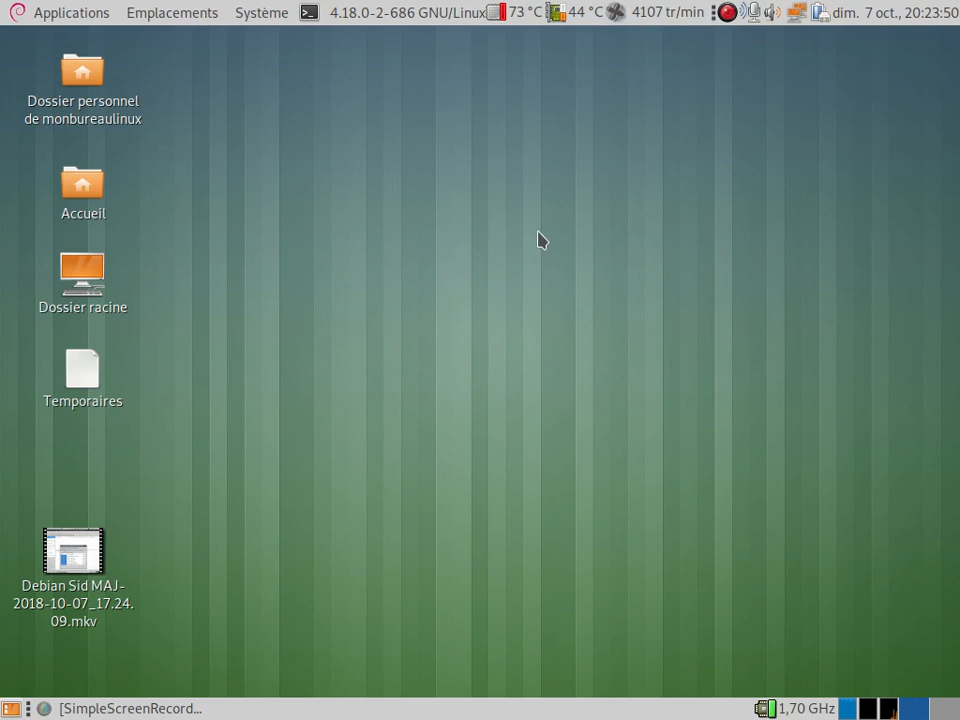 Applications Emplacements Système 4.18.0-2-686 GNU/Linux 73 °C 44 °C 4107 tr/min dim. 7 oct., 20:23:50
Dossier personnel
de monbureaulinux
Accueil
Dossier racine
Temporaires
Debian Sid MAJ-
2018-10-07_17.24.
09.mkv
[SimpleScreenRecord... 1,70 GHz